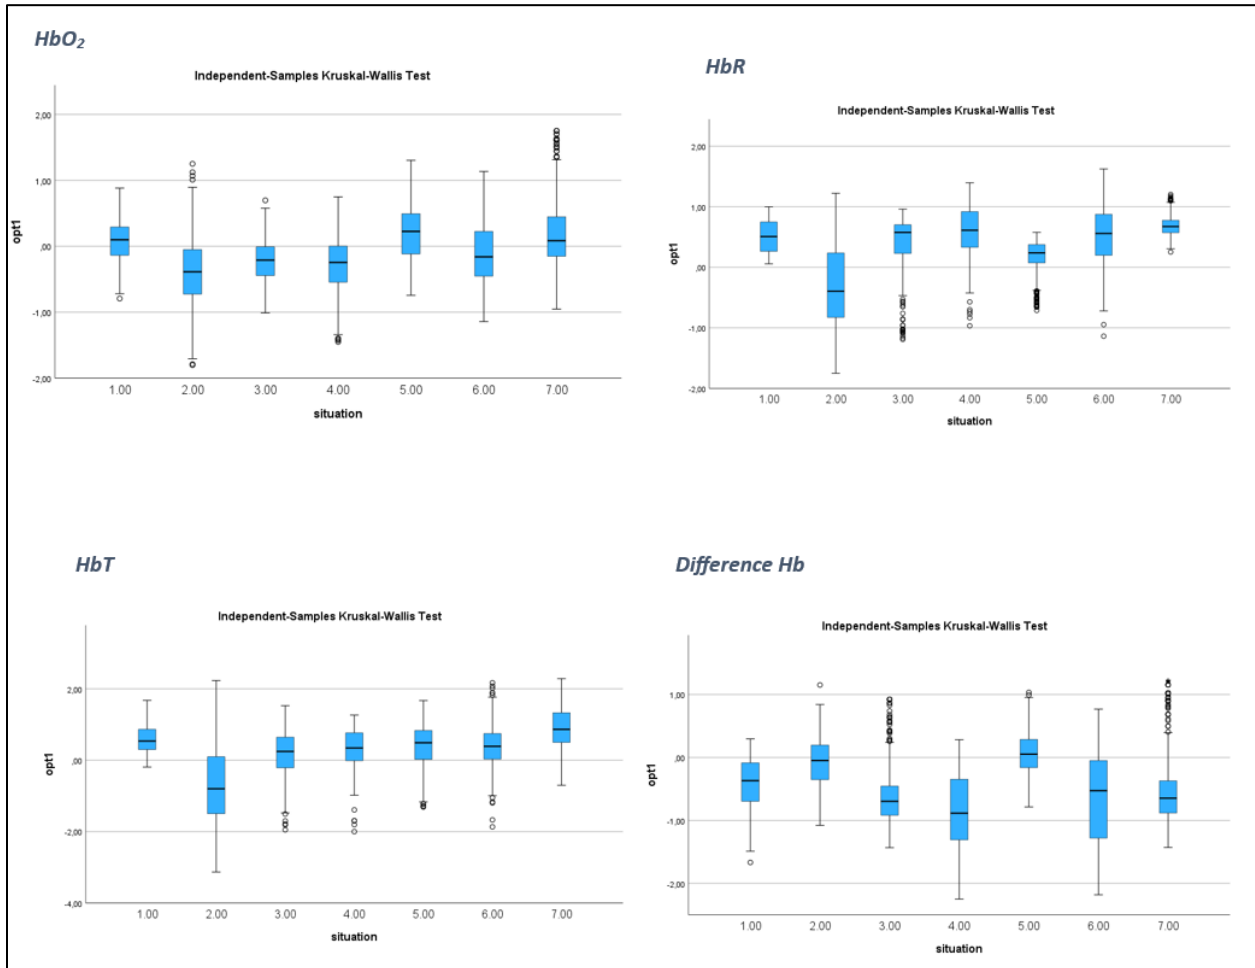 HbO₂
Independent-Samples Kruskal-Wallis Test
2,00
1,00
,00
-1,00
-2,00
opt1
1.00 2.00 3.00 4.00 5.00 6.00 7.00
situation
HbR
Independent-Samples Kruskal-Wallis Test
2,00
1,00
,00
-1,00
-2,00
opt1
1.00 2.00 3.00 4.00 5.00 6.00 7.00
situation
HbT
Independent-Samples Kruskal-Wallis Test
2,00
,00
-2,00
-4,00
opt1
1.00 2.00 3.00 4.00 5.00 6.00 7.00
situation
Difference Hb
Independent-Samples Kruskal-Wallis Test
1,00
,00
-1,00
-2,00
opt1
1.00 2.00 3.00 4.00 5.00 6.00 7.00
situation